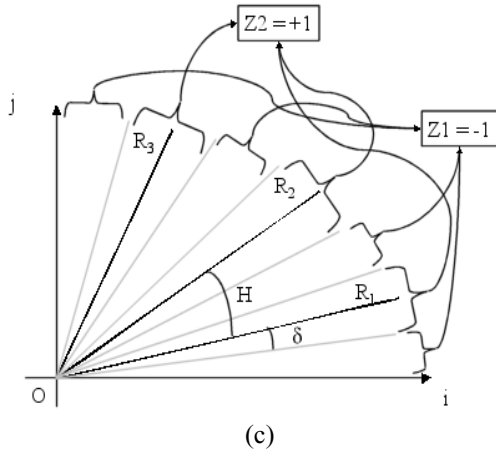 Z2 = +1
j
Z1 = -1
R3
R2
H
R1
δ
O
i
(c)